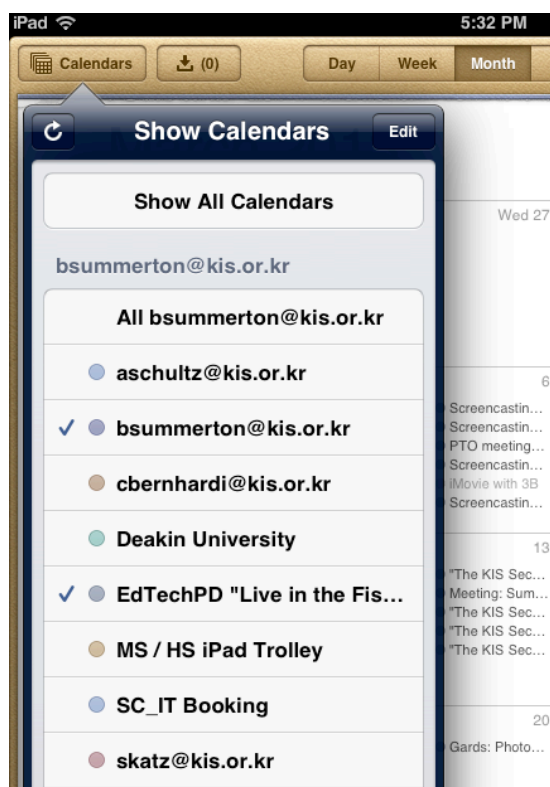 iPad 5:32 PM
Calendars (0) Day Week Month
Show Calendars Edit
Show All Calendars
Wed 27
bsummerton@kis.or.kr
All bsummerton@kis.or.kr
aschultz@kis.or.kr
6
Screencastin...
bsummerton@kis.or.kr
Screencastin...
PTO meeting...
Screencastin...
cbernhardi@kis.or.kr
iMovie with 3B
Screencastin...
Deakin University
13
"The KIS Sec...
EdTechPD "Live in the Fis...
Meeting: Sum...
"The KIS Sec...
"The KIS Sec...
MS / HS iPad Trolley
"The KIS Sec...
SC_IT Booking
20
Gards: Photo...
skatz@kis.or.kr